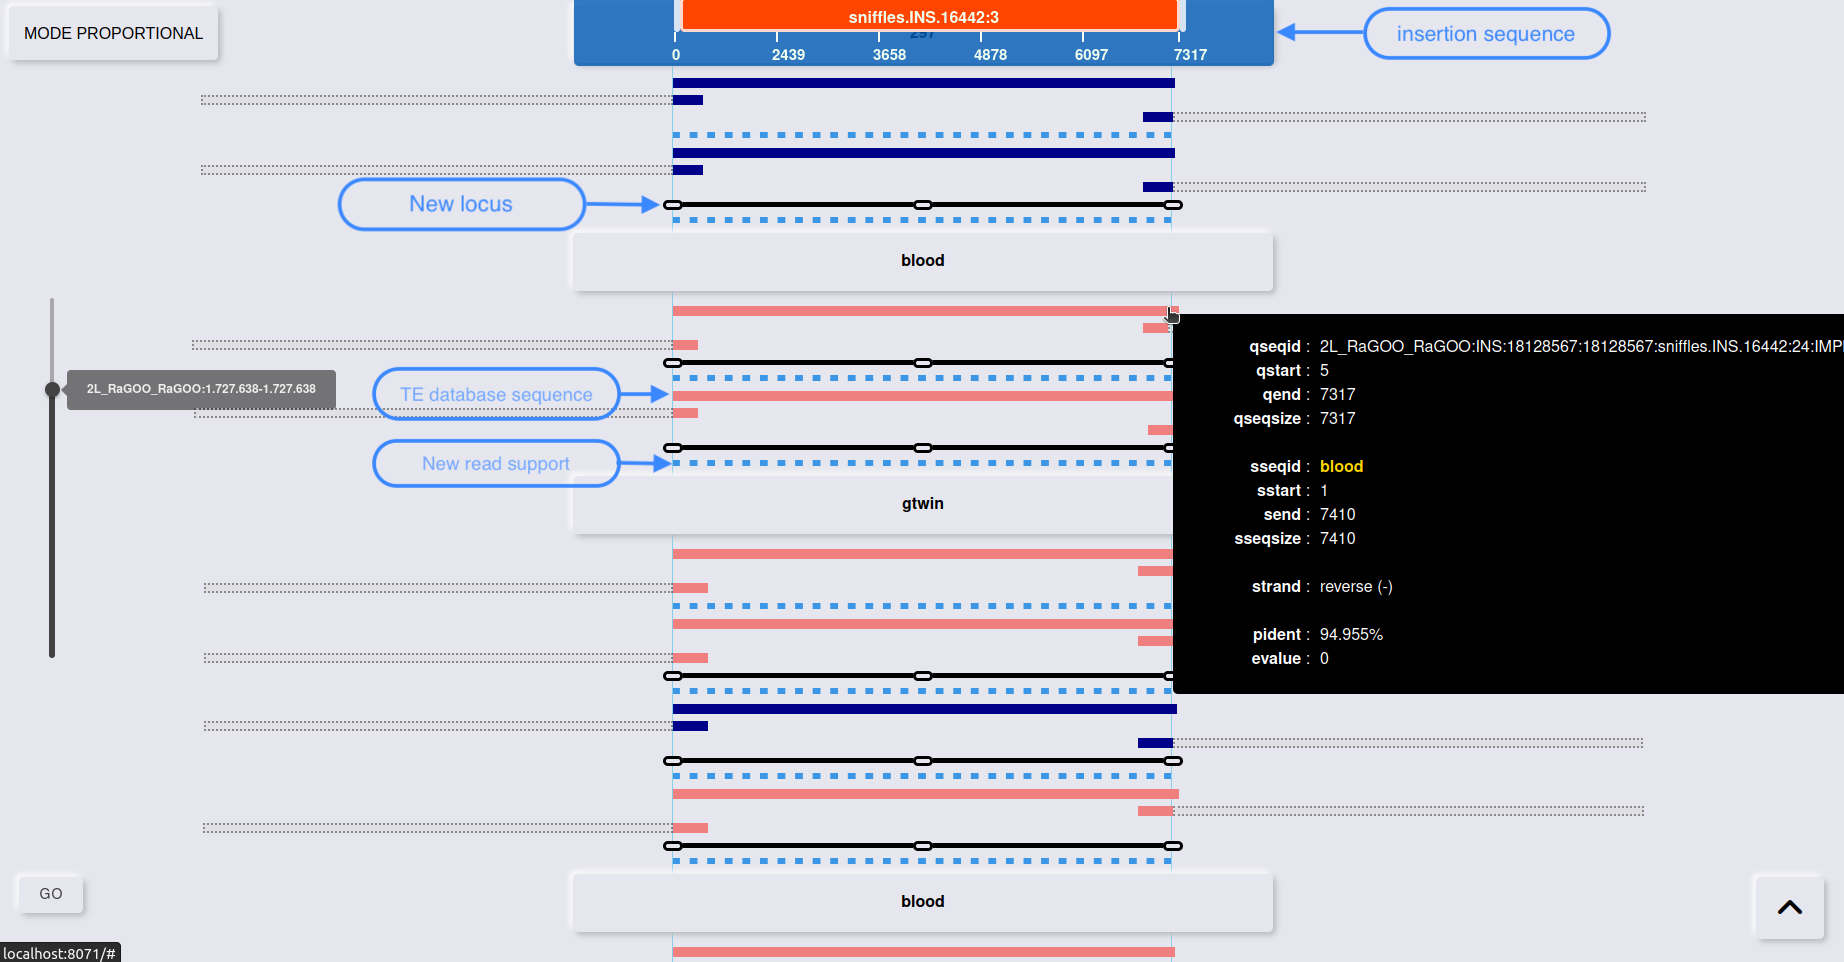 MODE PROPORTIONAL
sniffles.INS.16442:3
297
0 2439 3658 4878 6097 7317
insertion sequence
New locus
blood
2L_RaGOO_RaGOO:1.727.638-1.727.638
TE database sequence
New read support
gtwin
qseqid : 2L_RaGOO_RaGOO:INS:18128567:18128567:sniffles.INS.16442:24:IMP
qstart : 5
qend : 7317
qseqsize : 7317
sseqid : blood
sstart : 1
send : 7410
sseqsize : 7410
strand : reverse (-)
pident : 94.955%
evalue : 0
GO
blood
localhost:8071/#